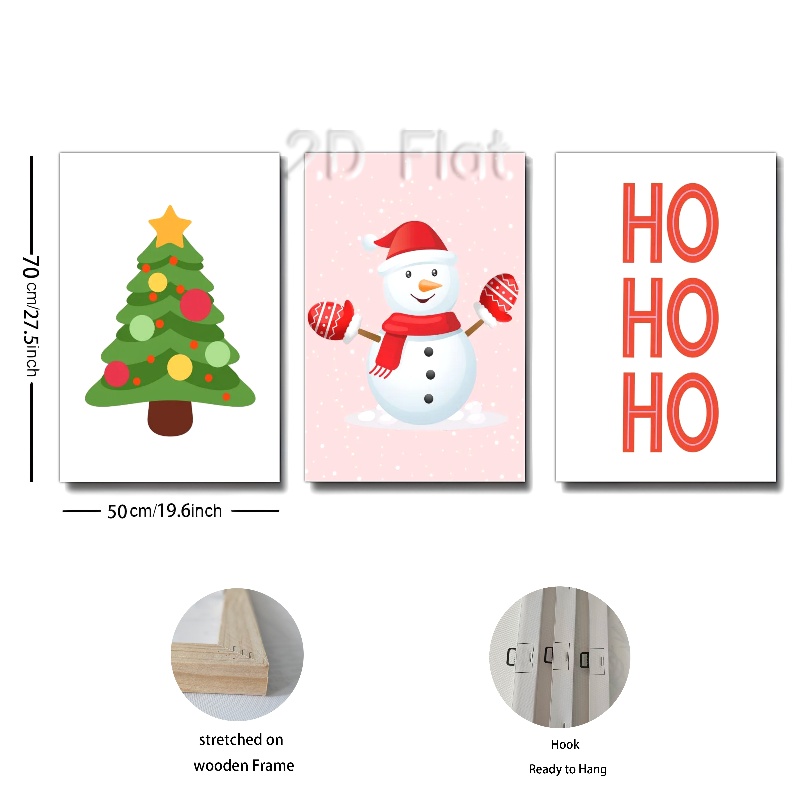 2D Flat
HO
HO
HO
70 cm/27.5inch
50 cm/19.6inch
stretched on
wooden Frame
Hook
Ready to Hang